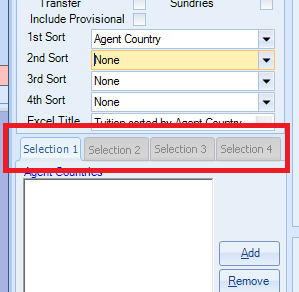 Transfer Sundries
Include Provisional
1st Sort Agent Country
2nd Sort None
3rd Sort None
4th Sort None
Excel Title Tuition sorted by Agent Country
Selection 1 Selection 2 Selection 3 Selection 4
Agent Countries
Add
Remove